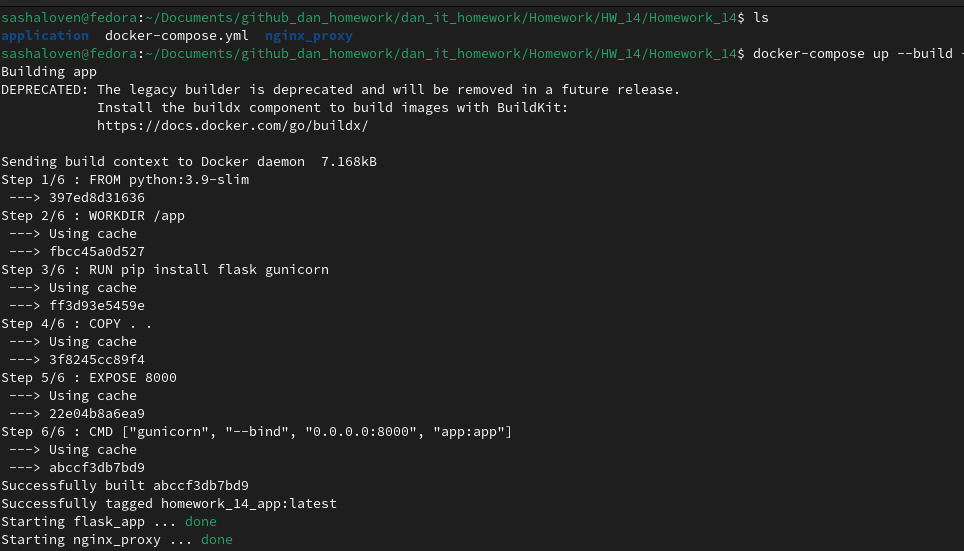 sashaloven@fedora:~/Documents/github_dan_homework/dan_it_homework/Homework/HW_14/Homework_14$ ls
application  docker-compose.yml  nginx_proxy
sashaloven@fedora:~/Documents/github_dan_homework/dan_it_homework/Homework/HW_14/Homework_14$ docker-compose up --build -
Building app
DEPRECATED: The legacy builder is deprecated and will be removed in a future release.
            Install the buildx component to build images with BuildKit:
            https://docs.docker.com/go/buildx/

Sending build context to Docker daemon  7.168kB
Step 1/6 : FROM python:3.9-slim
 ---> 397ed8d31636
Step 2/6 : WORKDIR /app
 ---> Using cache
 ---> fbcc45a0d527
Step 3/6 : RUN pip install flask gunicorn
 ---> Using cache
 ---> ff3d93e5459e
Step 4/6 : COPY . .
 ---> Using cache
 ---> 3f8245cc89f4
Step 5/6 : EXPOSE 8000
 ---> Using cache
 ---> 22e04b8a6ea9
Step 6/6 : CMD ["gunicorn", "--bind", "0.0.0.0:8000", "app:app"]
 ---> Using cache
 ---> abccf3db7bd9
Successfully built abccf3db7bd9
Successfully tagged homework_14_app:latest
Starting flask_app ... done
Starting nginx_proxy ... done